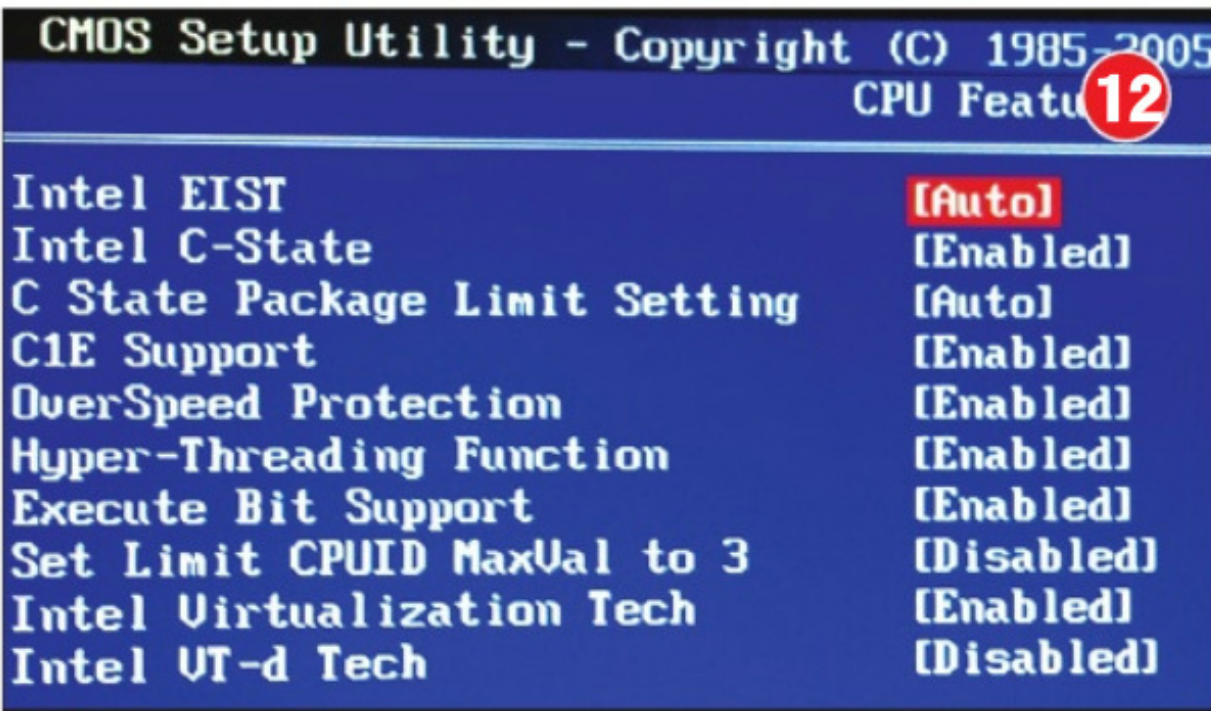 CMOS Setup Utility - Copyright (C) 1985-2005
CPU Featu
12
Intel EIST [Auto]
Intel C-State [Enabled]
C State Package Limit Setting [Auto]
C1E Support [Enabled]
OverSpeed Protection [Enabled]
Hyper-Threading Function [Enabled]
Execute Bit Support [Enabled]
Set Limit CPUID MaxVal to 3 [Disabled]
Intel Virtualization Tech [Enabled]
Intel VT-d Tech [Disabled]